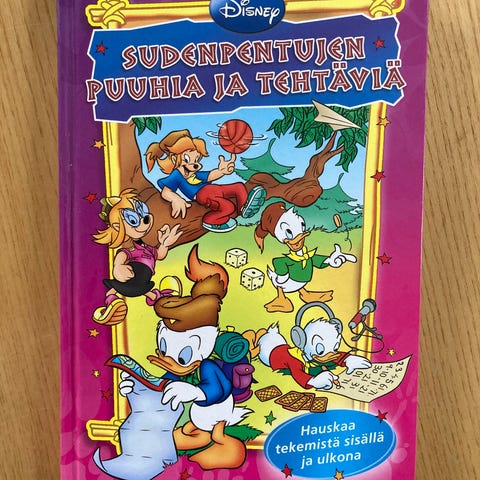 Disney
SUDENPENTUJEN
PUUHIA JA TEHTÄVIÄ
Hauskaa
tekemistä sisällä
ja ulkona